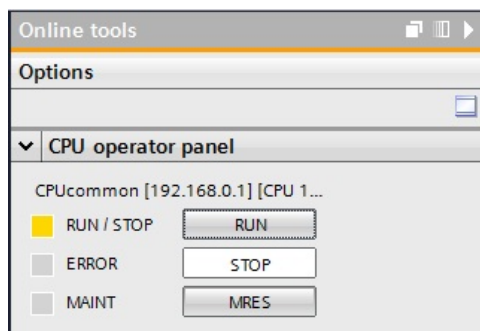 Online tools
Options
CPU operator panel
CPUcommon [192.168.0.1] [CPU 1...
RUN / STOP RUN
ERROR STOP
MAINT MRES